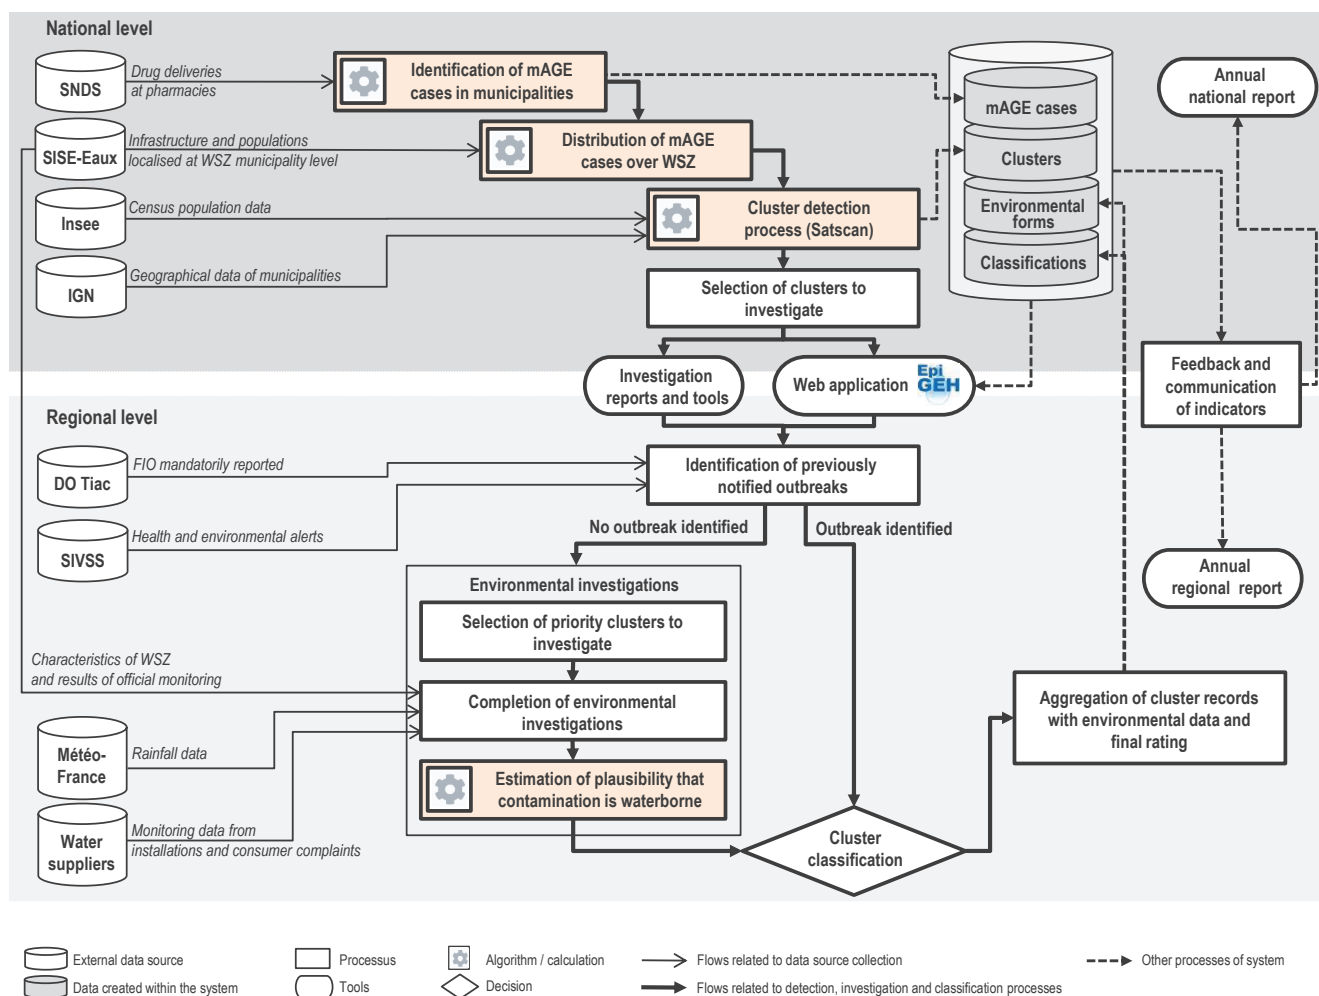 National level
SNDS
Drug deliveries
at pharmacies
Identification of mAGE
cases in municipalities
mAGE cases
Annual
national report
SISE-Eaux
Infrastructure and populations
localised at WSZ municipality level
Distribution of mAGE
cases over WSZ
Clusters
Insee
Census population data
Cluster detection
process (Satscan)
Environmental
forms
IGN
Geographical data of municipalities
Classifications
Selection of clusters to
investigate
Investigation
reports and tools
Web application
Epi
GEH
Feedback and
communication
of indicators
Regional level
DO Tiac
FIO mandatorily reported
Identification of previously
notified outbreaks
SIVSS
Health and environmental alerts
No outbreak identified
Outbreak identified
Annual
regional report
Environmental investigations
Selection of priority clusters to
investigate
Characteristics of WSZ
and results of official monitoring
Completion of environmental
investigations
Aggregation of cluster records
with environmental data and
final rating
Météo-
France
Rainfall data
Estimation of plausibility that
contamination is waterborne
Water
suppliers
Monitoring data from
installations and consumer complaints
Cluster
classification
External data source
Processus
Algorithm / calculation
Flows related to data source collection
Other processes of system
Data created within the system
Tools
Decision
Flows related to detection, investigation and classification processes